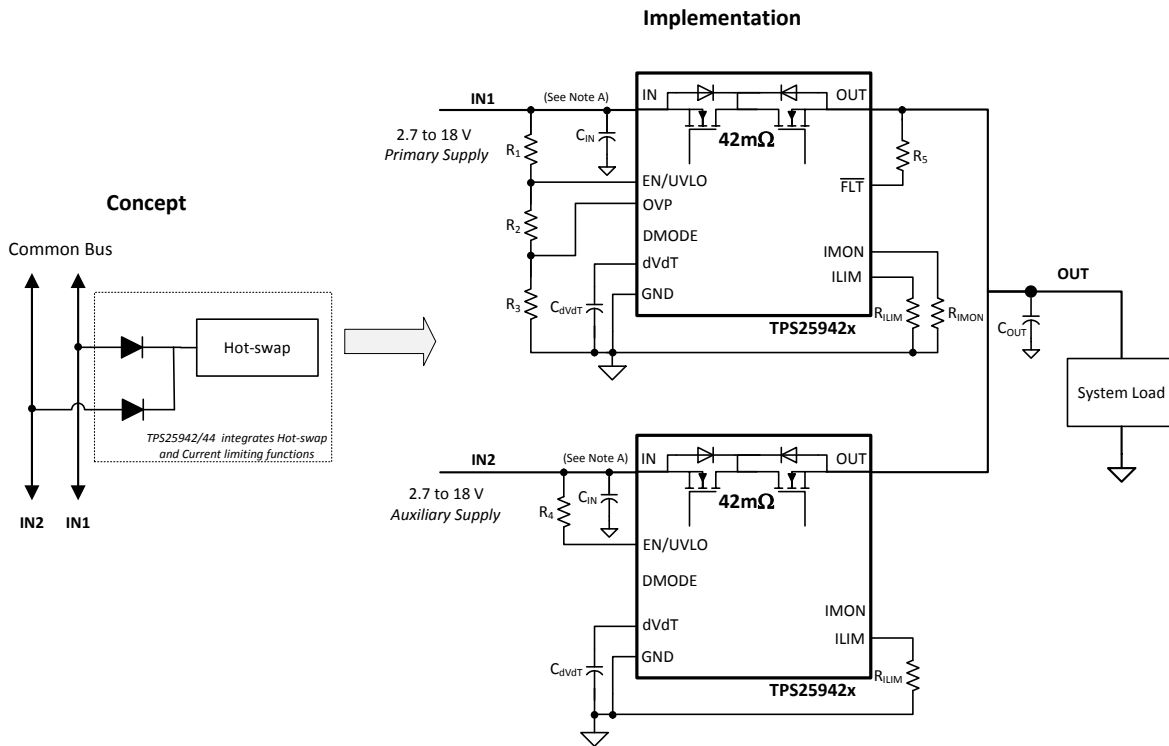 Implementation
Concept
Common Bus
Hot-swap
TPS25942/44 integrates Hot-swap
and Current limiting functions
IN2
IN1
IN1
(See Note A)
2.7 to 18 V
Primary Supply
R1
CIN
R2
R3
CdVdT
IN
OUT
42mΩ
EN/UVLO
OVP
DMODE
dVdT
GND
FLT
IMON
ILIM
TPS25942x
R5
RILIM
RIMON
OUT
COUT
System Load
IN2
(See Note A)
2.7 to 18 V
Auxiliary Supply
R4
CIN
CdVdT
IN
OUT
42mΩ
EN/UVLO
DMODE
dVdT
GND
IMON
ILIM
TPS25942x
RILIM